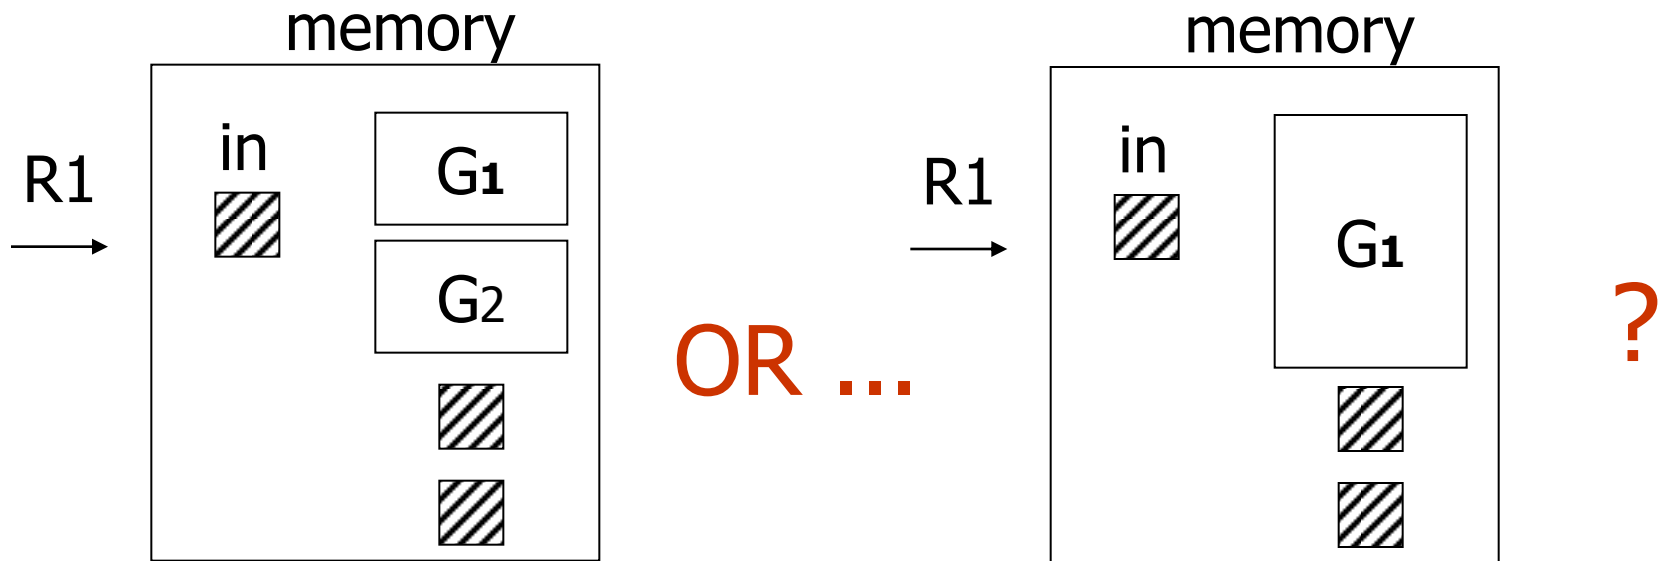 memory
in
R1
G1
G2
OR ...
memory
in
R1
G1
?